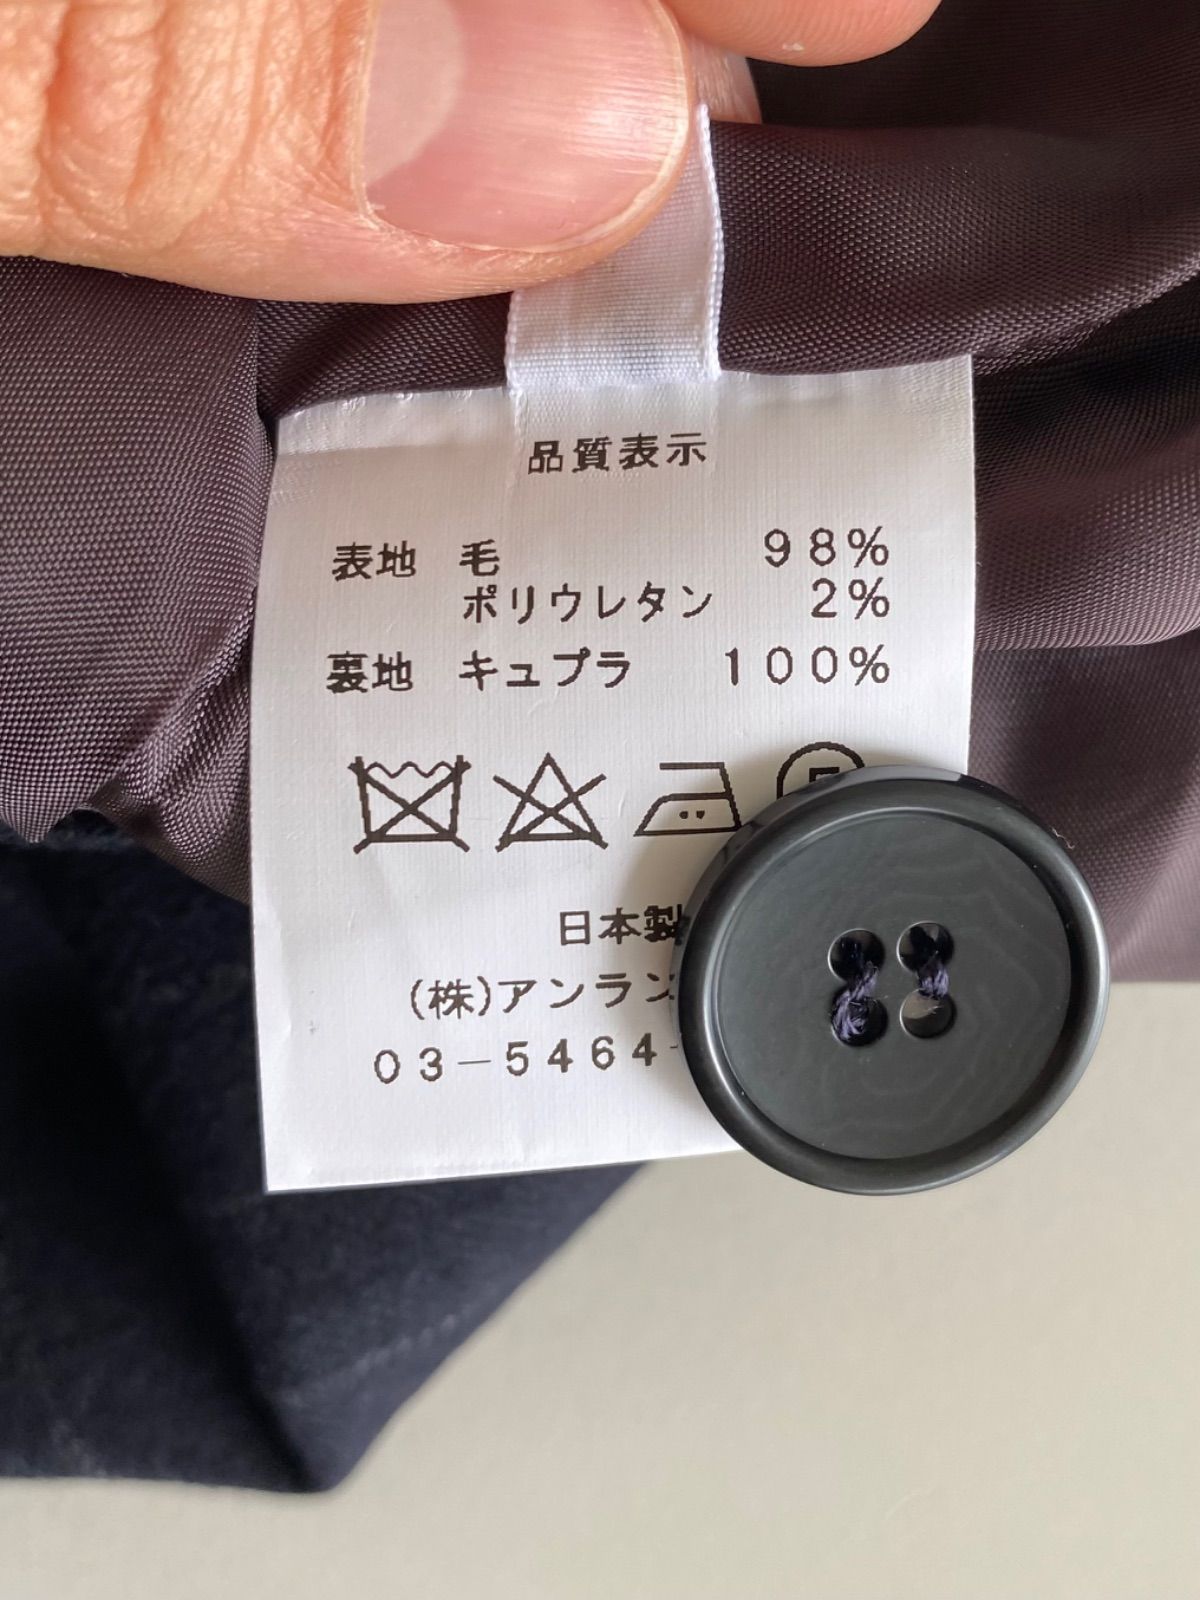 品質表示
表地 毛 98%
ポリウレタン 2%
裏地 キュプラ 100%
日本製
(株)アンラン
03-5464-